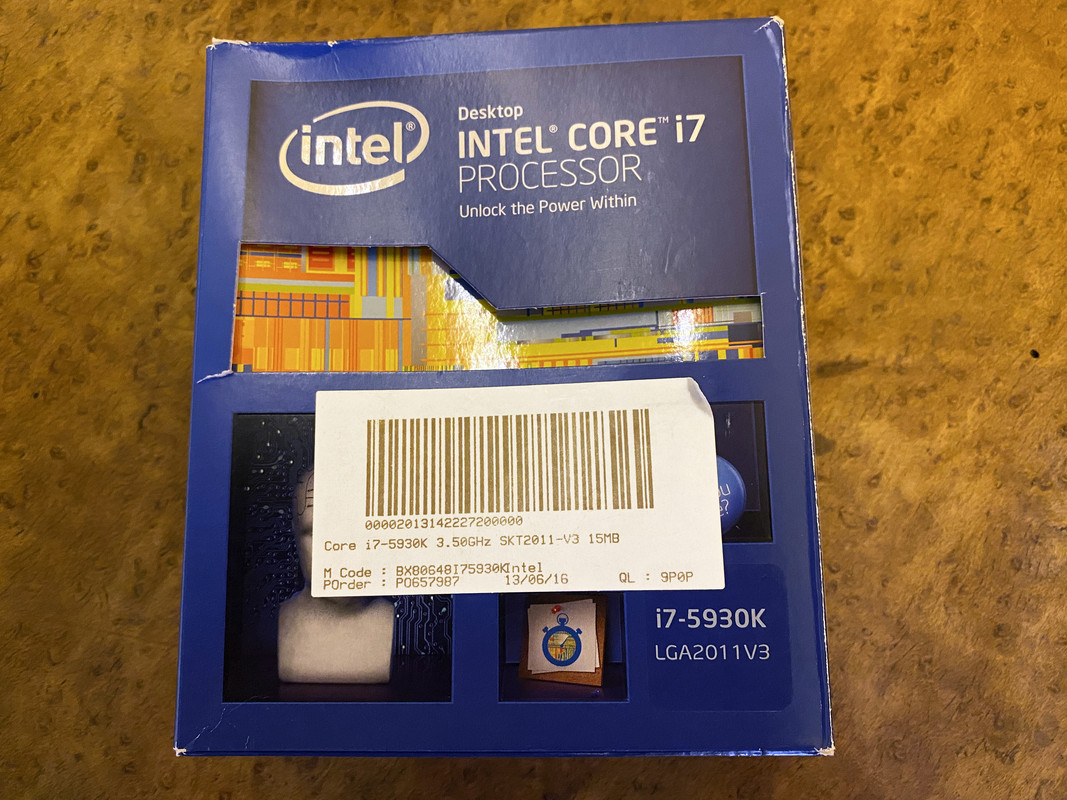 intel®
Desktop
INTEL® CORE™ i7
PROCESSOR
Unlock the Power Within
00002013142227200000
Core i7-5930K 3.50GHz SKT2011-V3 15MB
M Code : BX80648I75930KIntel
POrder : PO657987 13/06/16 QL : 9P0P
i7-5930K
LGA2011V3